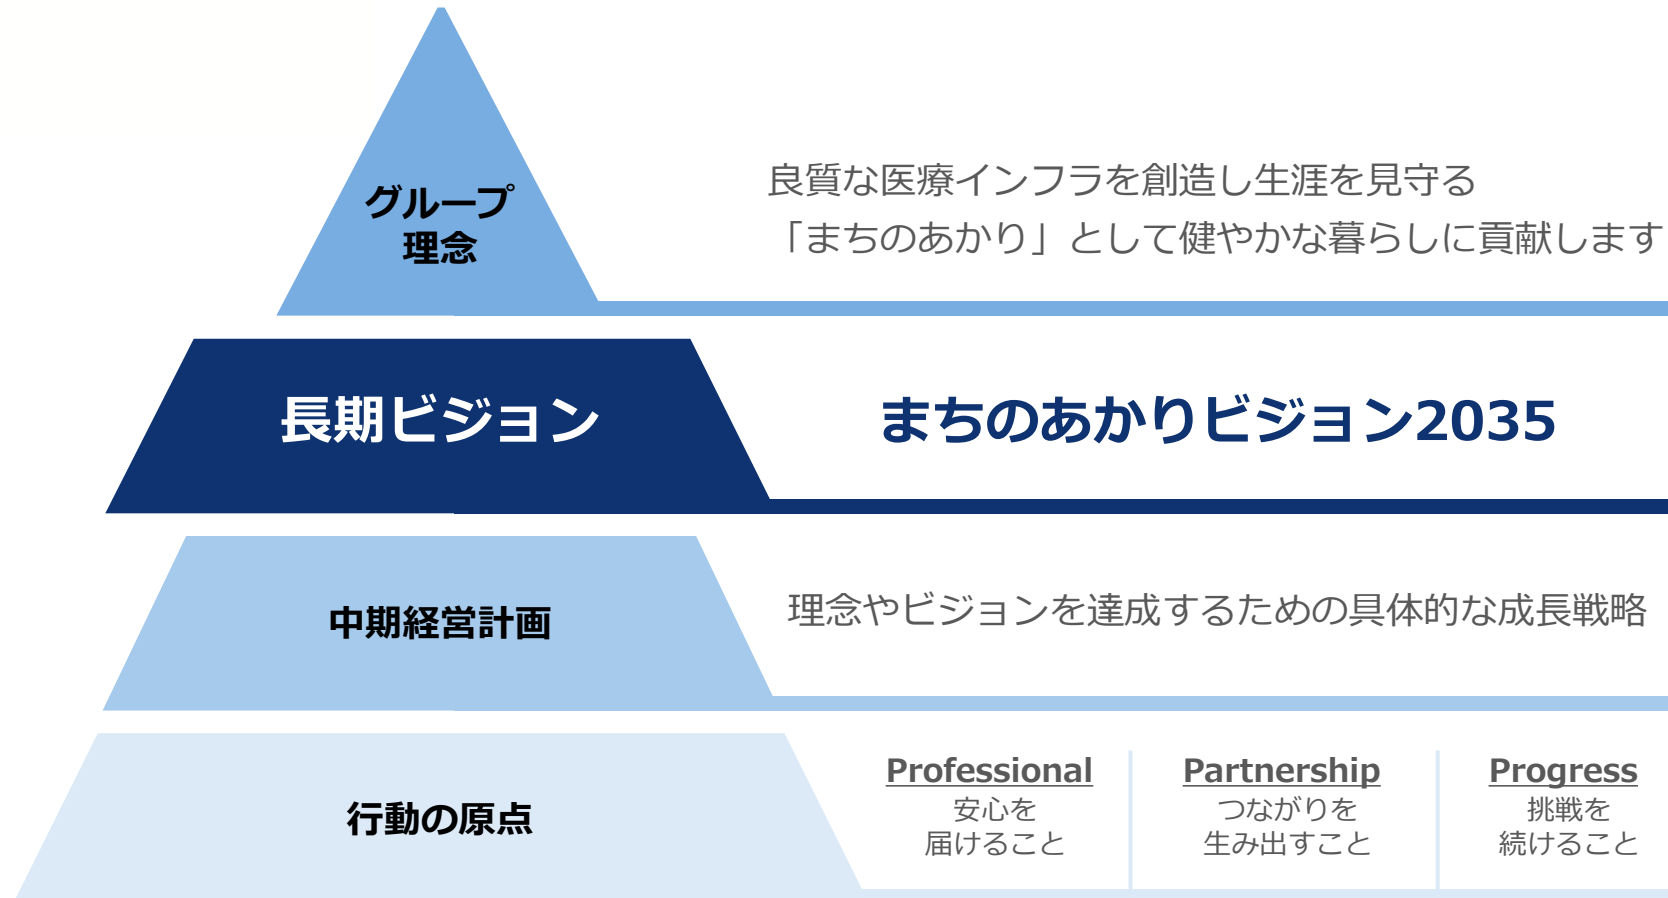 グループ
理念
良質な医療インフラを創造し生涯を見守る
「まちのあかり」として健やかな暮らしに貢献します
長期ビジョン
まちのあかりビジョン2035
中期経営計画
理念やビジョンを達成するための具体的な成長戦略
行動の原点
Professional
安心を
届けること
Partnership
つながりを
生み出すこと
Progress
挑戦を
続けること